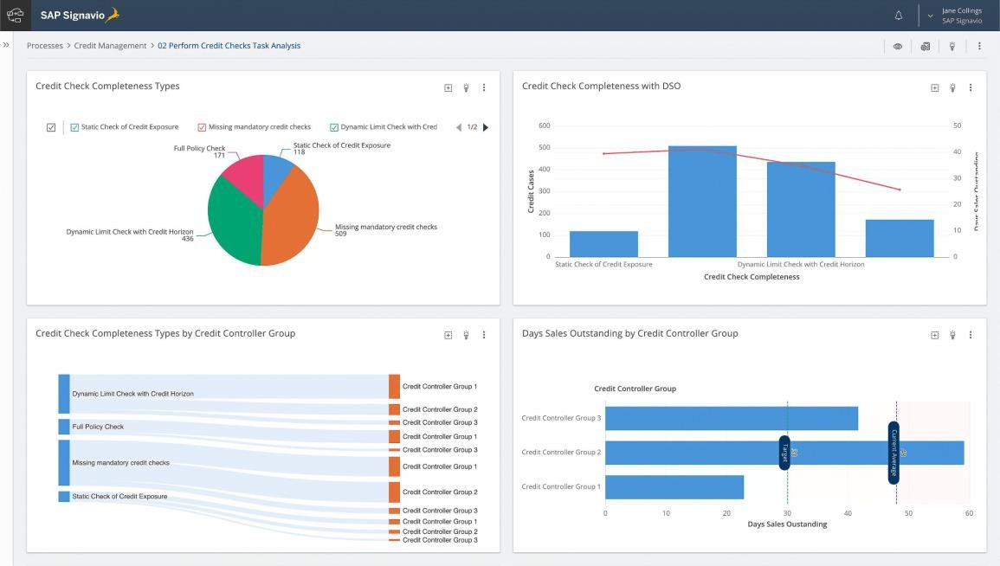 SAP Signavio
Jane Collings
SAP Signavio
Processes > Credit Management > 02 Perform Credit Checks Task Analysis
Credit Check Completeness Types
Static Check of Credit Exposure
Missing mandatory credit checks
Dynamic Limit Check with Cred
1/2
Full Policy Check
171
Static Check of Credit Exposure
118
Dynamic Limit Check with Credit Horizon
436
Missing mandatory credit checks
509
Credit Check Completeness with DSO
600
500
400
300
200
100
0
Credit Cases
50
40
30
20
10
0
Days Sales Oustanding
Static Check of Credit Exposure
Dynamic Limit Check with Credit Horizon
Credit Check Completeness
Credit Check Completeness Types by Credit Controller Group
Dynamic Limit Check with Credit Horizon
Full Policy Check
Missing mandatory credit checks
Static Check of Credit Exposure
Credit Controller Group 1
Credit Controller Group 2
Credit Controller Group 3
Credit Controller Group 1
Credit Controller Group 3
Credit Controller Group 1
Credit Controller Group 2
Credit Controller Group 3
Credit Controller Group 1
Credit Controller Group 2
Credit Controller Group 3
Days Sales Outstanding by Credit Controller Group
Credit Controller Group
Credit Controller Group 3
Credit Controller Group 2
Credit Controller Group 1
Target
30
Current Average
48
0
10
20
30
40
50
60
Days Sales Oustanding